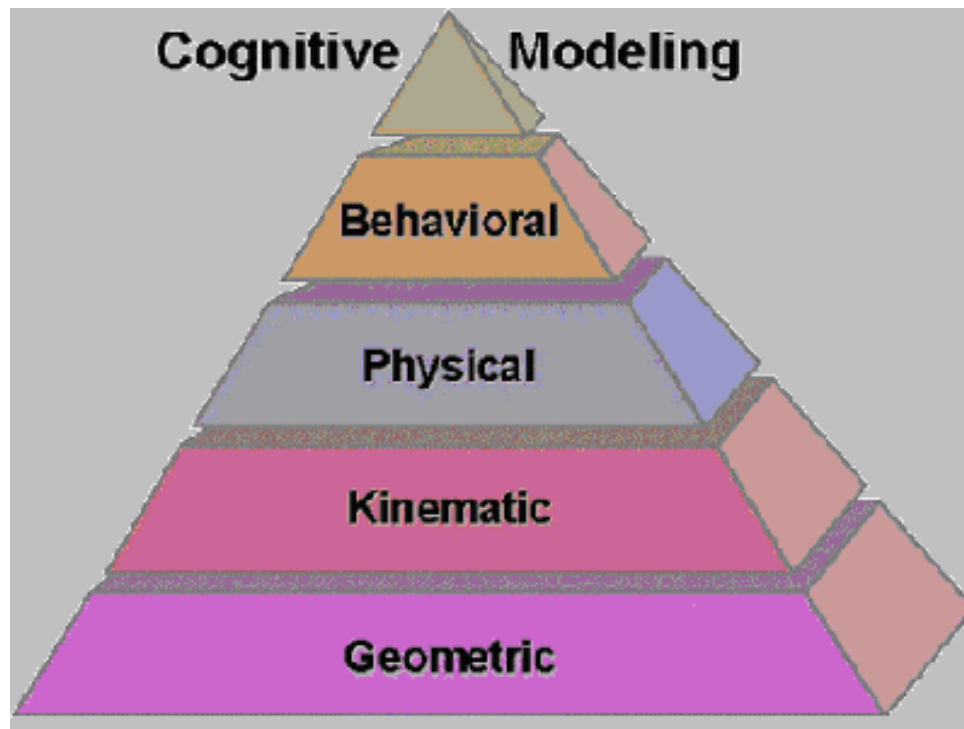 Cognitive Modeling
Behavioral
Physical
Kinematic
Geometric